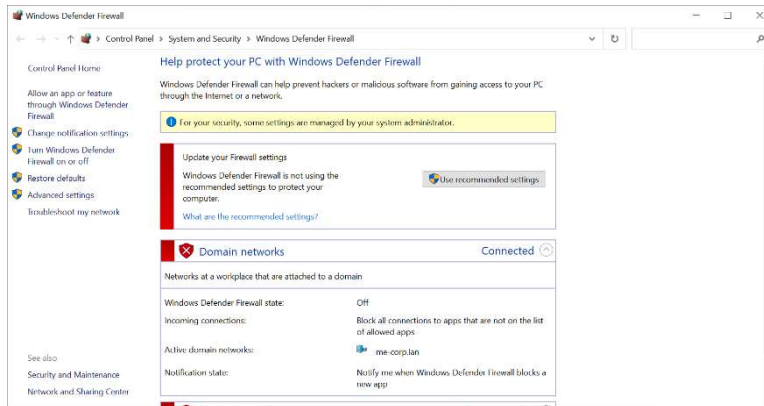 Windows Defender Firewall
Control Panel > System and Security > Windows Defender Firewall
Control Panel Home
Allow an app or feature
through Windows Defender
Firewall
Change notification settings
Turn Windows Defender
Firewall on or off
Restore defaults
Advanced settings
Troubleshoot my network
See also
Security and Maintenance
Network and Sharing Center
Help protect your PC with Windows Defender Firewall
Windows Defender Firewall can help prevent hackers or malicious software from gaining access to your PC
through the Internet or a network.
For your security, some settings are managed by your system administrator.
Update your Firewall settings
Windows Defender Firewall is not using the
recommended settings to protect your
computer.
Use recommended settings
What are the recommended settings?
Domain networks Connected
Networks at a workplace that are attached to a domain
Windows Defender Firewall state: Off
Incoming connections: Block all connections to apps that are not on the list
of allowed apps
Active domain networks: me-corp.lan
Notification state: Notify me when Windows Defender Firewall blocks a
new app